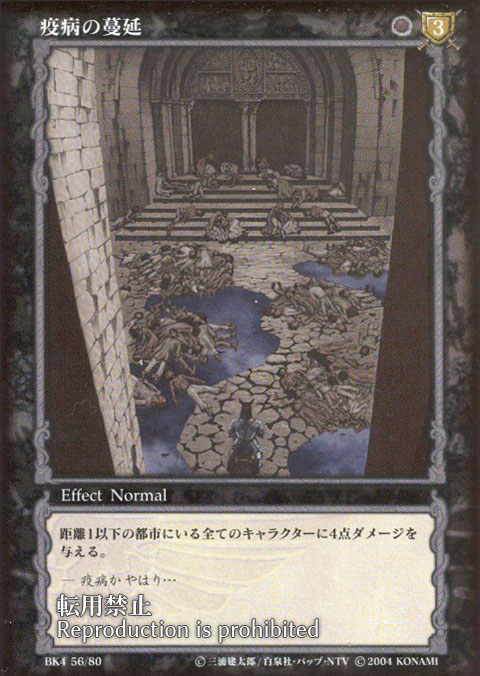 疫病の蔓延
3
Effect Normal
距離1以下の都市にいる全てのキャラクターに4点ダメージを
与える。
― 疫病か やはり…
転用禁止
Reproduction is prohibited
BK4 56/80
©三浦建太郎/白泉社・バップ・NTV ©2004 KONAMI